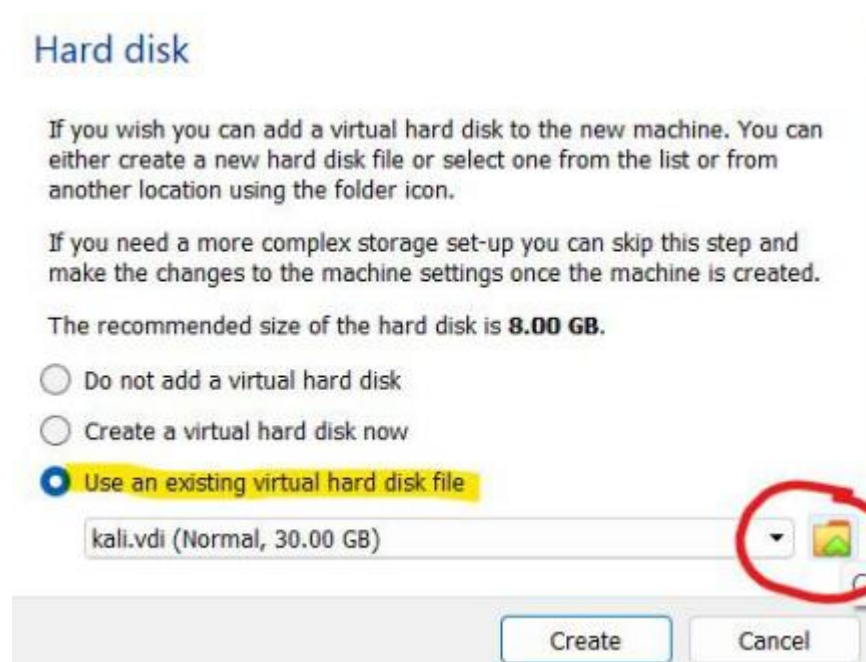 Hard disk
If you wish you can add a virtual hard disk to the new machine. You can
either create a new hard disk file or select one from the list or from
another location using the folder icon.
If you need a more complex storage set-up you can skip this step and
make the changes to the machine settings once the machine is created.
The recommended size of the hard disk is 8.00 GB.
Do not add a virtual hard disk
Create a virtual hard disk now
Use an existing virtual hard disk file
kali.vdi (Normal, 30.00 GB)
Create Cancel